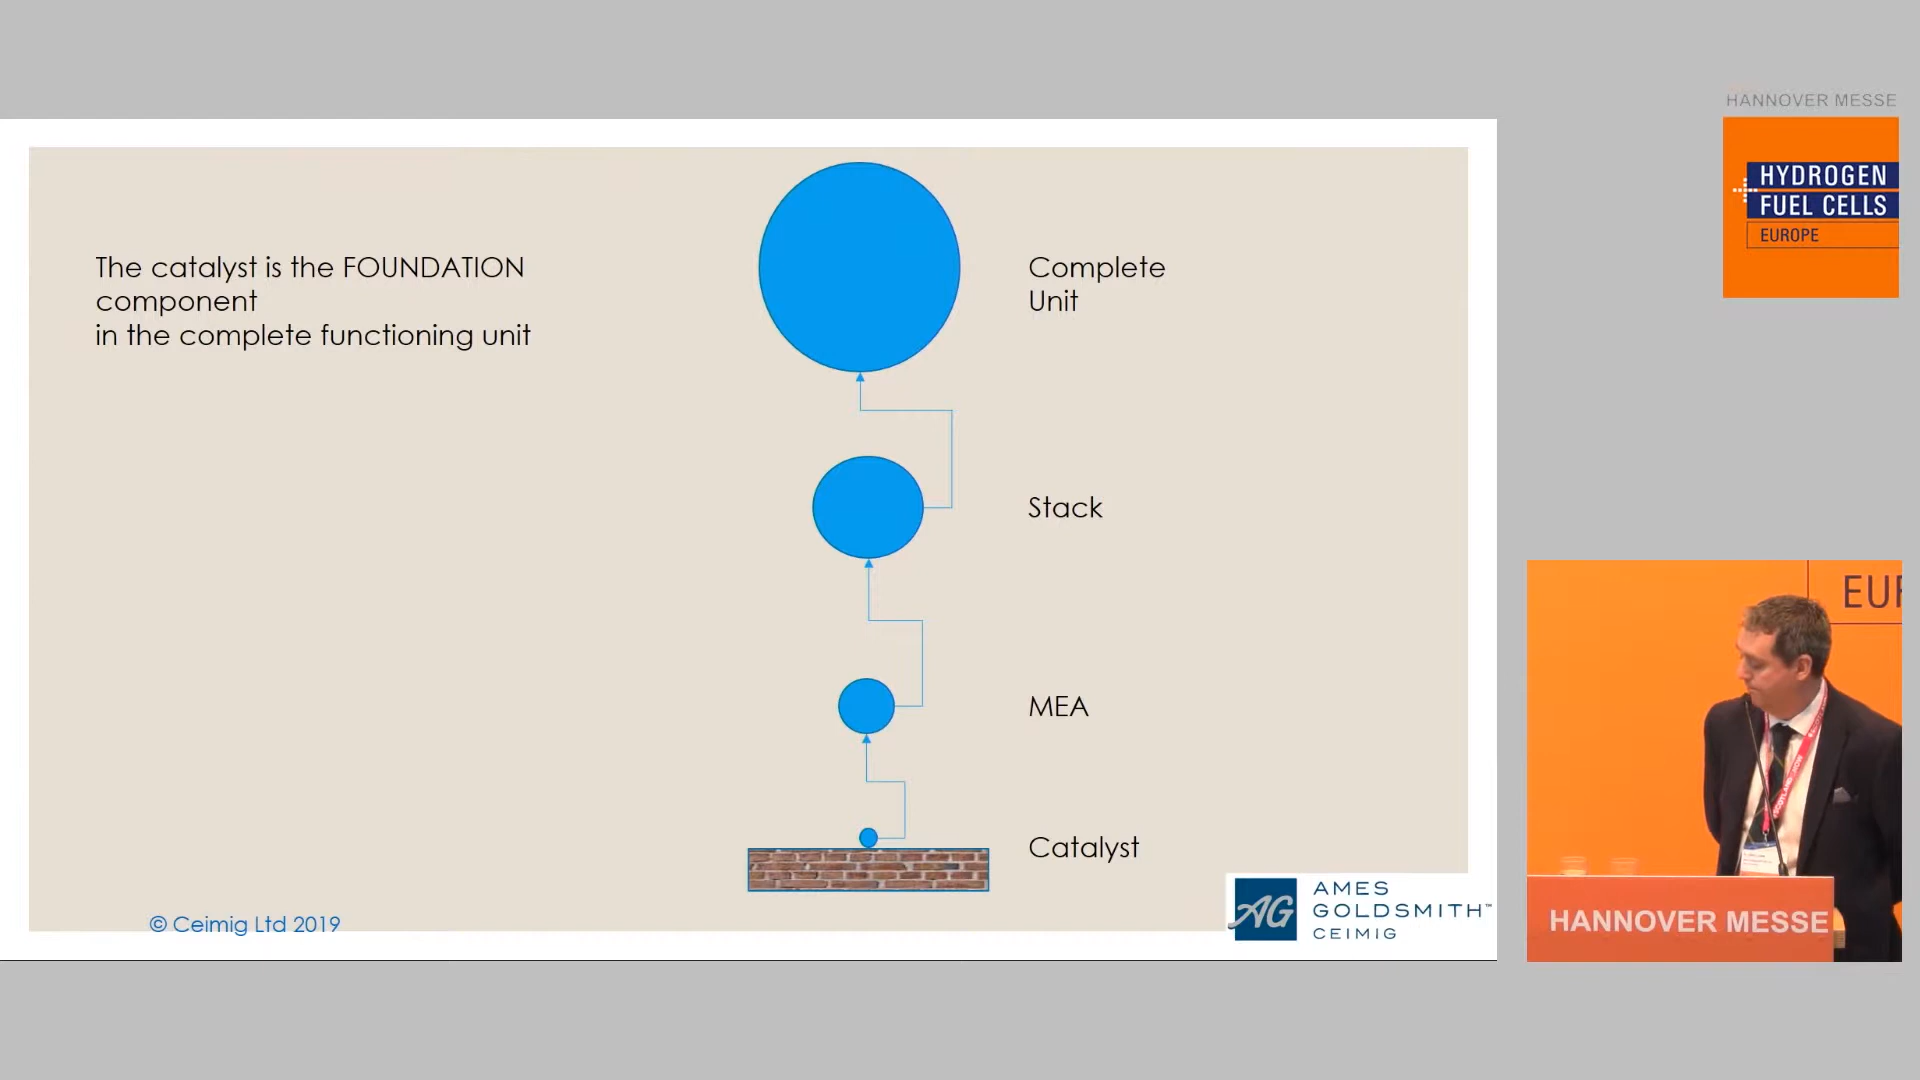 HANNOVER MESSE
HYDROGEN
FUEL CELLS
EUROPE
The catalyst is the FOUNDATION
component
in the complete functioning unit
Complete
Unit
Stack
MEA
Catalyst
© Ceimig Ltd 2019
AG
AMES
GOLDSMITH™
CEIMIG
EUR
HANNOVER MESSE